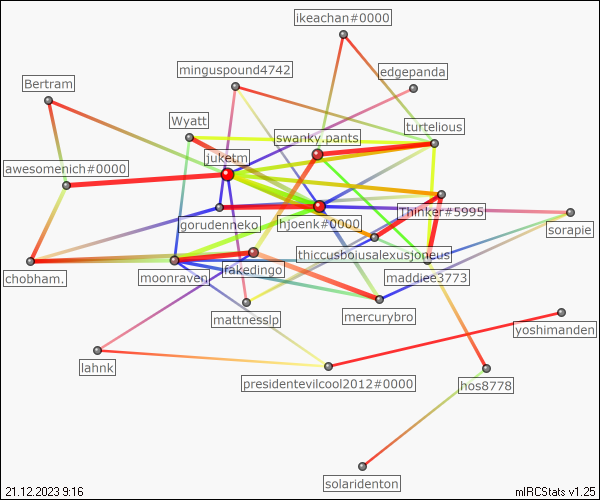 ikeachan#0000
minguspound4742
edgepanda
Bertram
Wyatt
turtelious
swanky.pants
juketm
awesomenich#0000
Thinker#5995
gorudenneko
hjoenk#0000
sorapie
thiccusboiusalexusjoneus
chobham.
moonraven
fakedingo
maddiee3773
mattnesslp
mercurybro
yoshimanden
lahnk
presidentevilcool2012#0000
hos8778
solaridenton
21.12.2023 9:16
mIRCStats v1.25